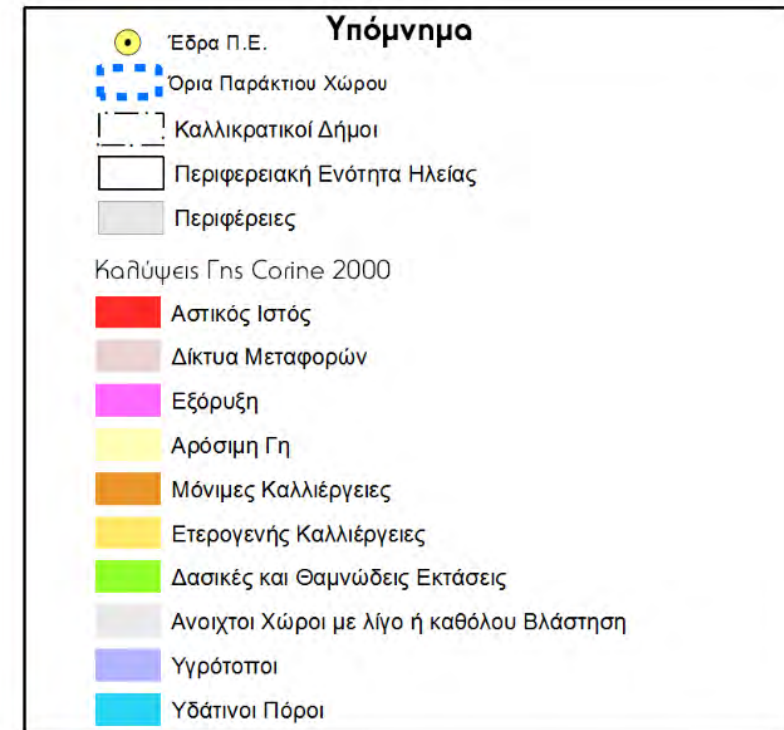 Υπόμνημα
Έδρα Π.Ε.
Όρια Παράκτιου Χώρου
Καλλικρατικοί Δήμοι
Περιφερειακή Ενότητα Ηλείας
Περιφέρειες
Καλύψεις Γης Corine 2000
Αστικός Ιστός
Δίκτυα Μεταφορών
Εξόρυξη
Αρόσιμη Γη
Μόνιμες Καλλιέργειες
Ετερογενής Καλλιέργειες
Δασικές και Θαμνώδεις Εκτάσεις
Ανοιχτοι Χώροι με λίγο ή καθόλου Βλάστηση
Υγρότοποι
Υδάτινοι Πόροι